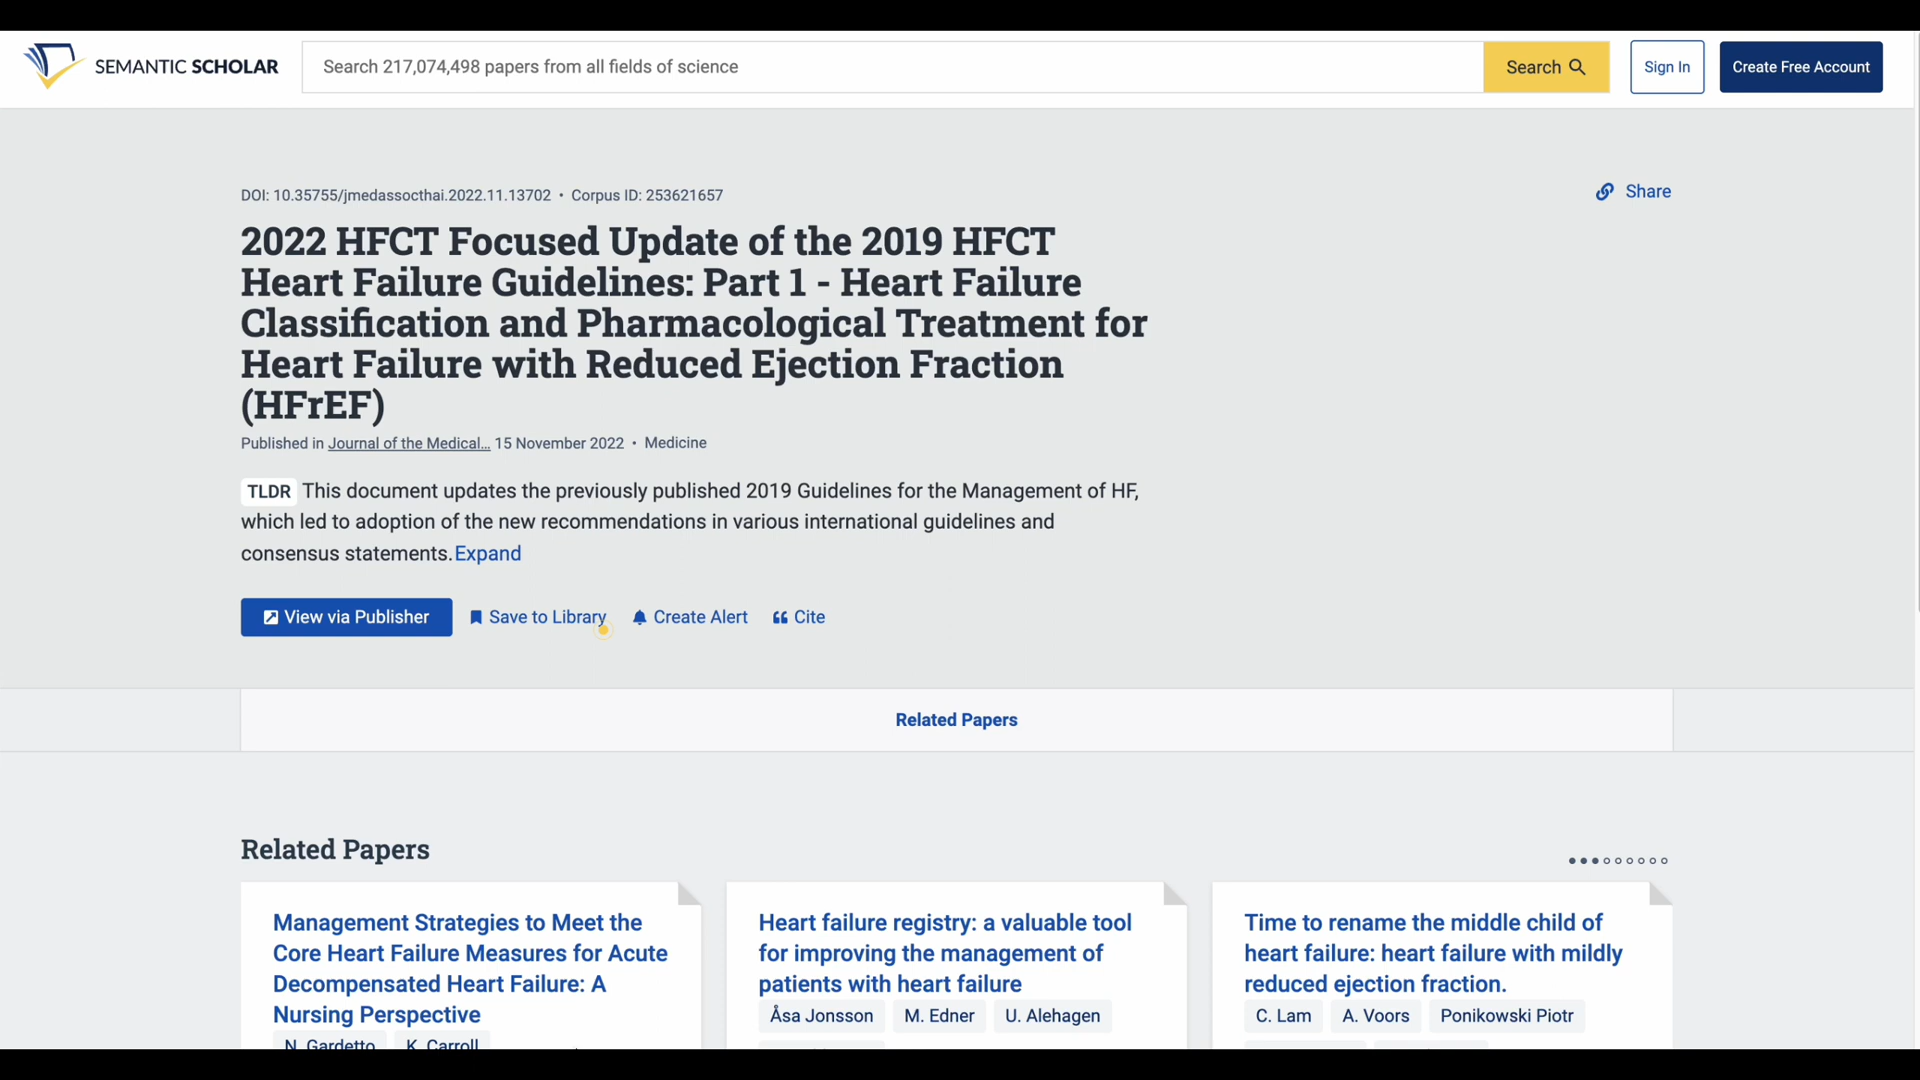 SEMANTIC SCHOLAR
Search 217,074,498 papers from all fields of science
Search
Sign In
Create Free Account
DOI: 10.35755/jmedassocthai.2022.11.13702 • Corpus ID: 253621657
Share
2022 HFCT Focused Update of the 2019 HFCT
Heart Failure Guidelines: Part 1 - Heart Failure
Classification and Pharmacological Treatment for
Heart Failure with Reduced Ejection Fraction
(HFrEF)
Published in Journal of the Medical… 15 November 2022 • Medicine
TLDR This document updates the previously published 2019 Guidelines for the Management of HF,
which led to adoption of the new recommendations in various international guidelines and
consensus statements. Expand
View via Publisher
Save to Library
Create Alert
Cite
Related Papers
Related Papers
Management Strategies to Meet the
Core Heart Failure Measures for Acute
Decompensated Heart Failure: A
Nursing Perspective
N. Gardetto K. Carroll
Heart failure registry: a valuable tool
for improving the management of
patients with heart failure
Åsa Jonsson M. Edner U. Alehagen
Time to rename the middle child of
heart failure: heart failure with mildly
reduced ejection fraction.
C. Lam A. Voors Ponikowski Piotr